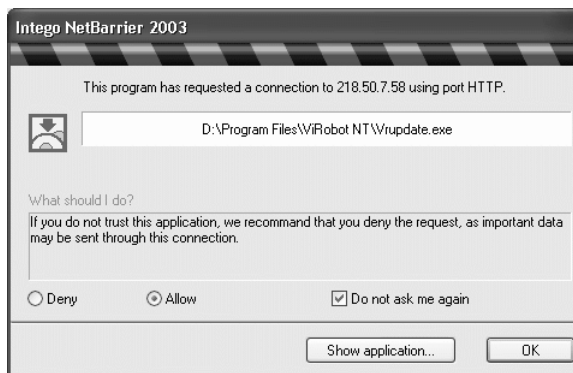 Intego NetBarrier 2003
This program has requested a connection to 218.50.7.58 using port HTTP.
D:\Program Files\ViRobot NT\Vrupdate.exe
What should I do?
If you do not trust this application, we recommand that you deny the request, as important data
may be sent through this connection.
Deny Allow Do not ask me again
Show application... OK